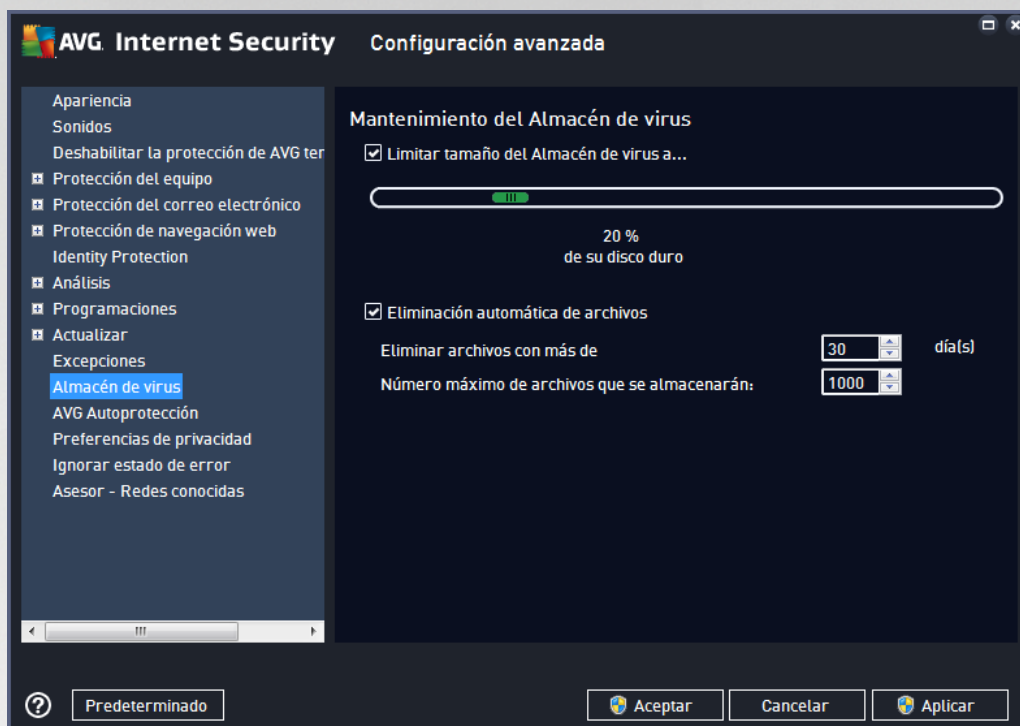 AVG Internet Security Configuración avanzada
Apariencia
Sonidos
Deshabilitar la protección de AVG ter
Protección del equipo
Protección del correo electrónico
Protección de navegación web
Identity Protection
Análisis
Programaciones
Actualizar
Excepciones
Almacén de virus
AVG Autoprotección
Preferencias de privacidad
Ignorar estado de error
Asesor - Redes conocidas
Mantenimiento del Almacén de virus
Limitar tamaño del Almacén de virus a...
20 %
de su disco duro
Eliminación automática de archivos
Eliminar archivos con más de 30 día(s)
Número máximo de archivos que se almacenarán: 1000
? Predeterminado Aceptar Cancelar Aplicar